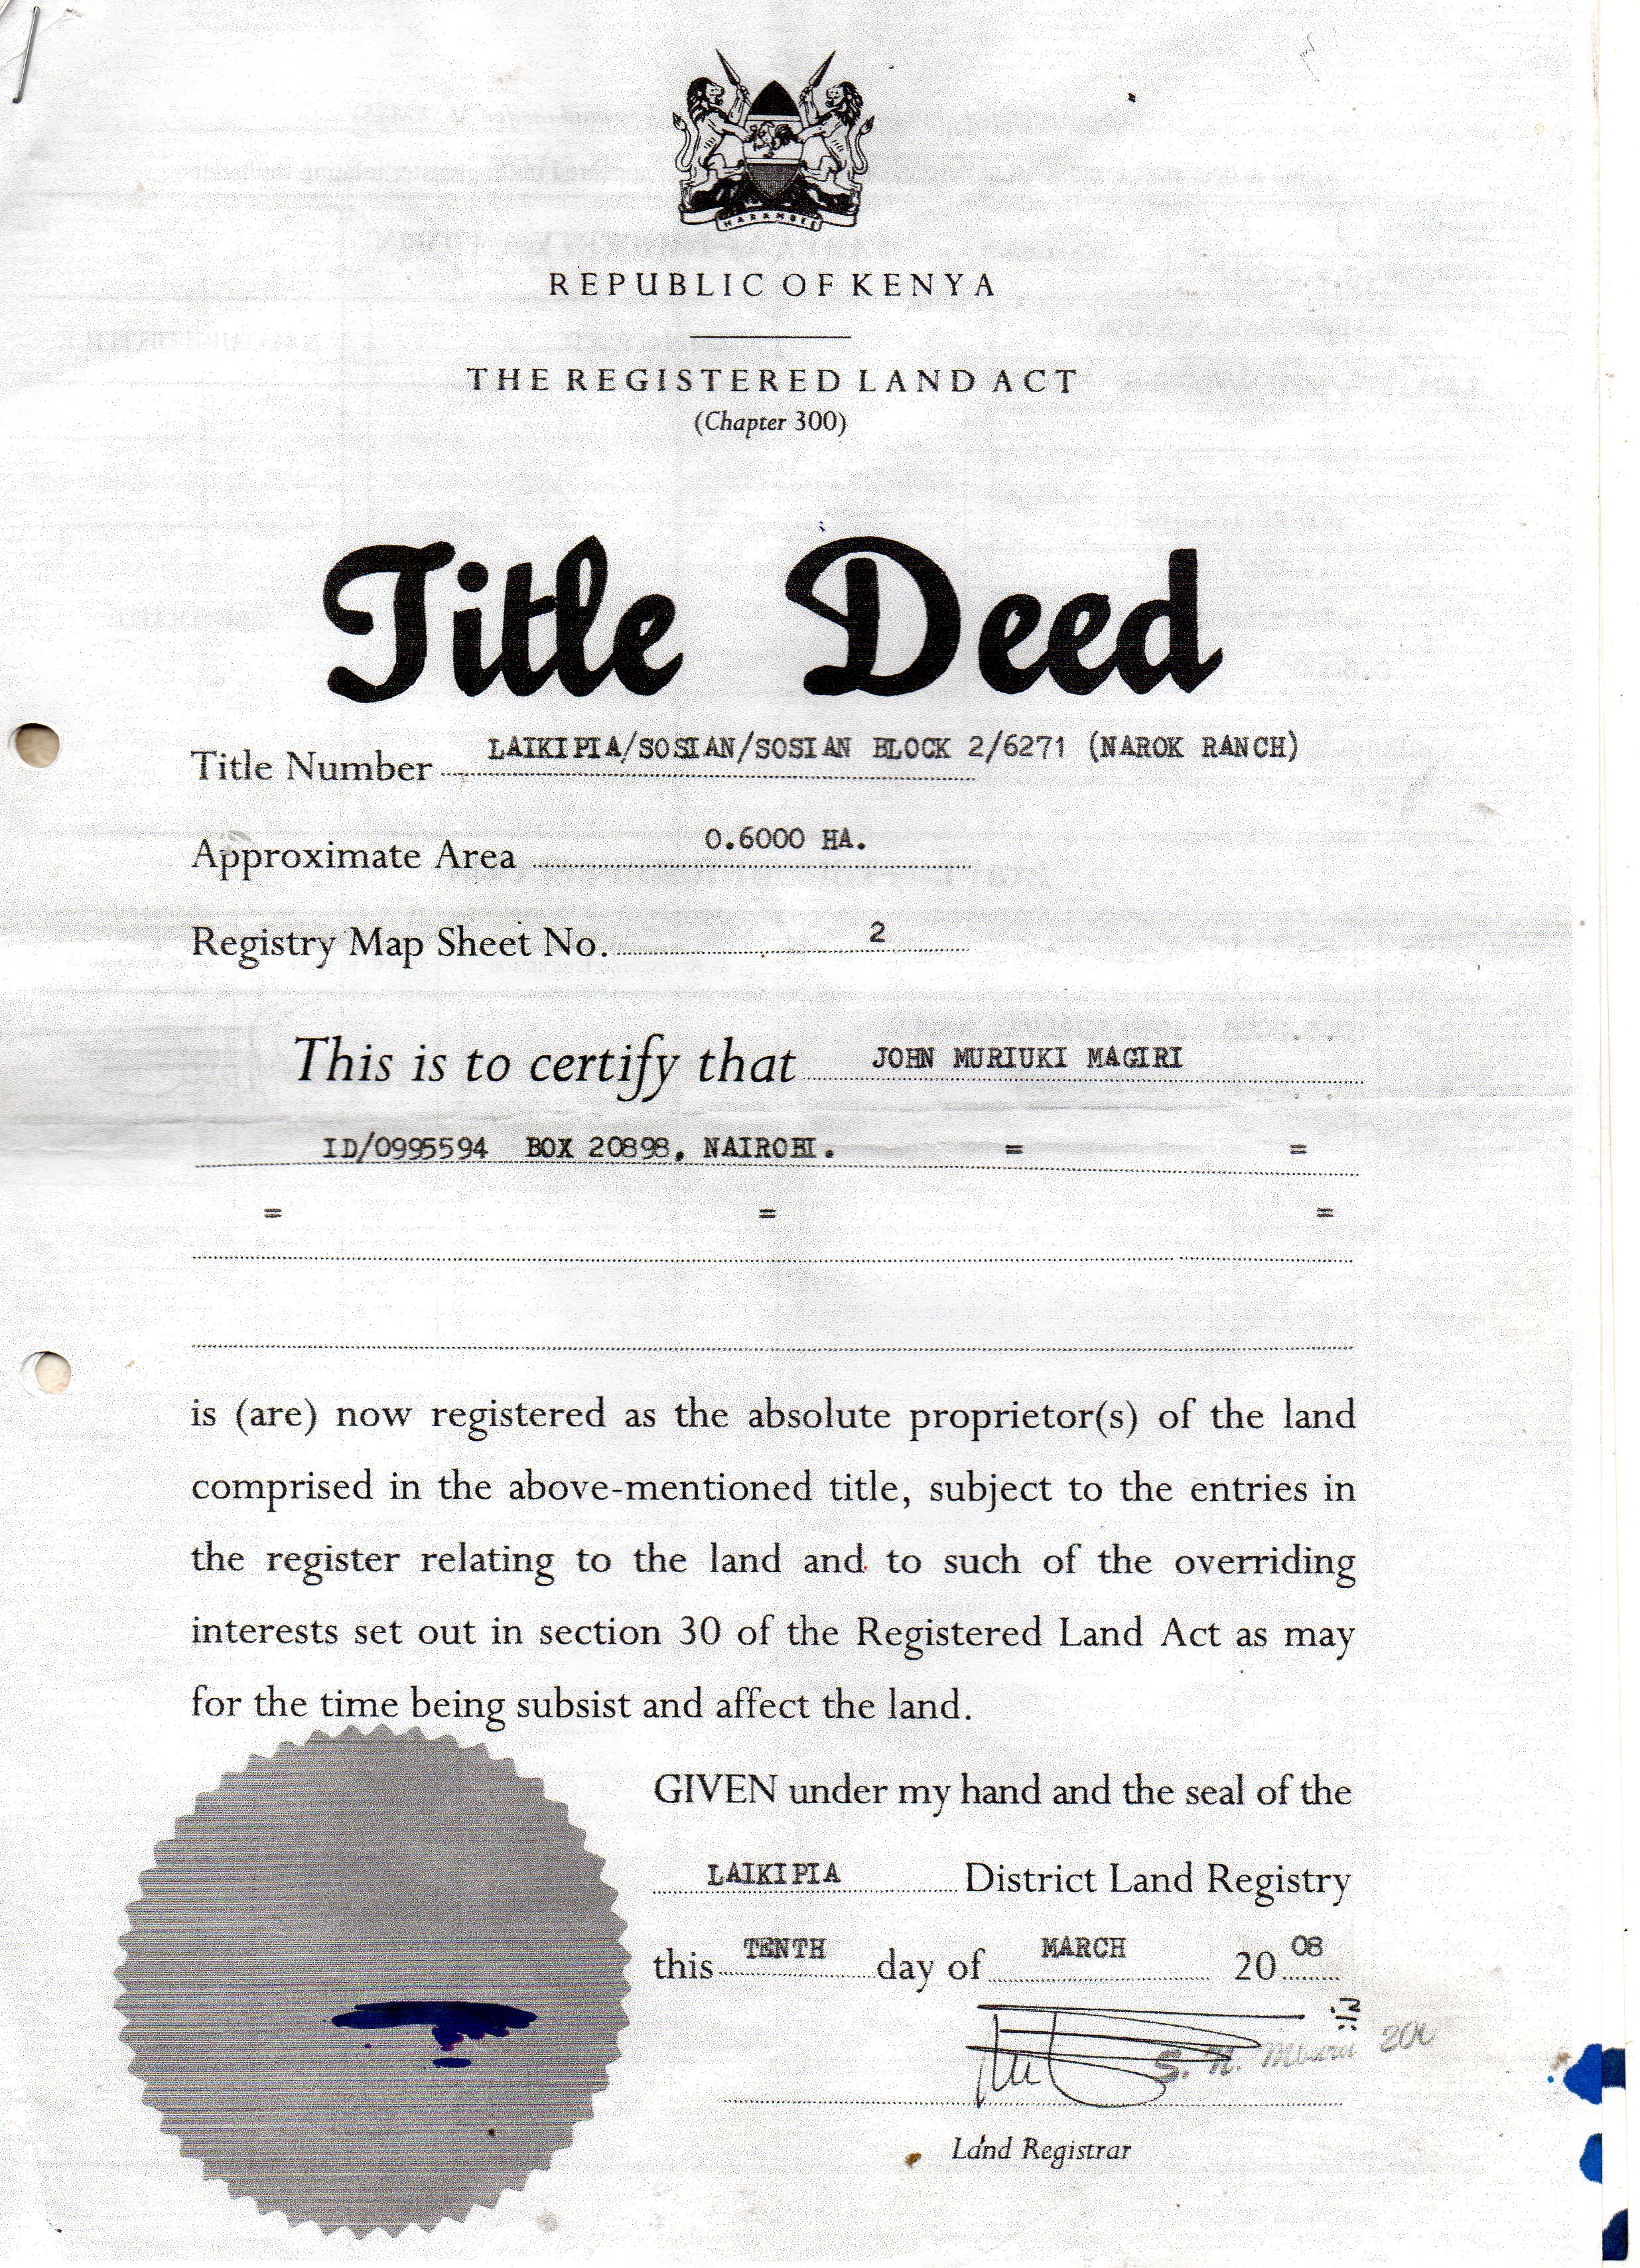 HARAMBEE
REPUBLIC OF KENYA
THE REGISTERED LAND ACT
(Chapter 300)
Title Deed
Title Number LAIKIPIA/SOSIAN/SOSIAN BLOCK 2/6271 (NAROK RANCH)
Approximate Area 0.6000 HA.
Registry Map Sheet No. 2
This is to certify that JOHN MURIUKI MAGIRI
ID/0995594 BOX 20898, NAIROBI. = =
= = =
is (are) now registered as the absolute proprietor(s) of the land
comprised in the above-mentioned title, subject to the entries in
the register relating to the land and to such of the overriding
interests set out in section 30 of the Registered Land Act as may
for the time being subsist and affect the land.
GIVEN under my hand and the seal of the
LAIKIPIA District Land Registry
this TENTH day of MARCH 20 08
S. N. Mburu
Land Registrar